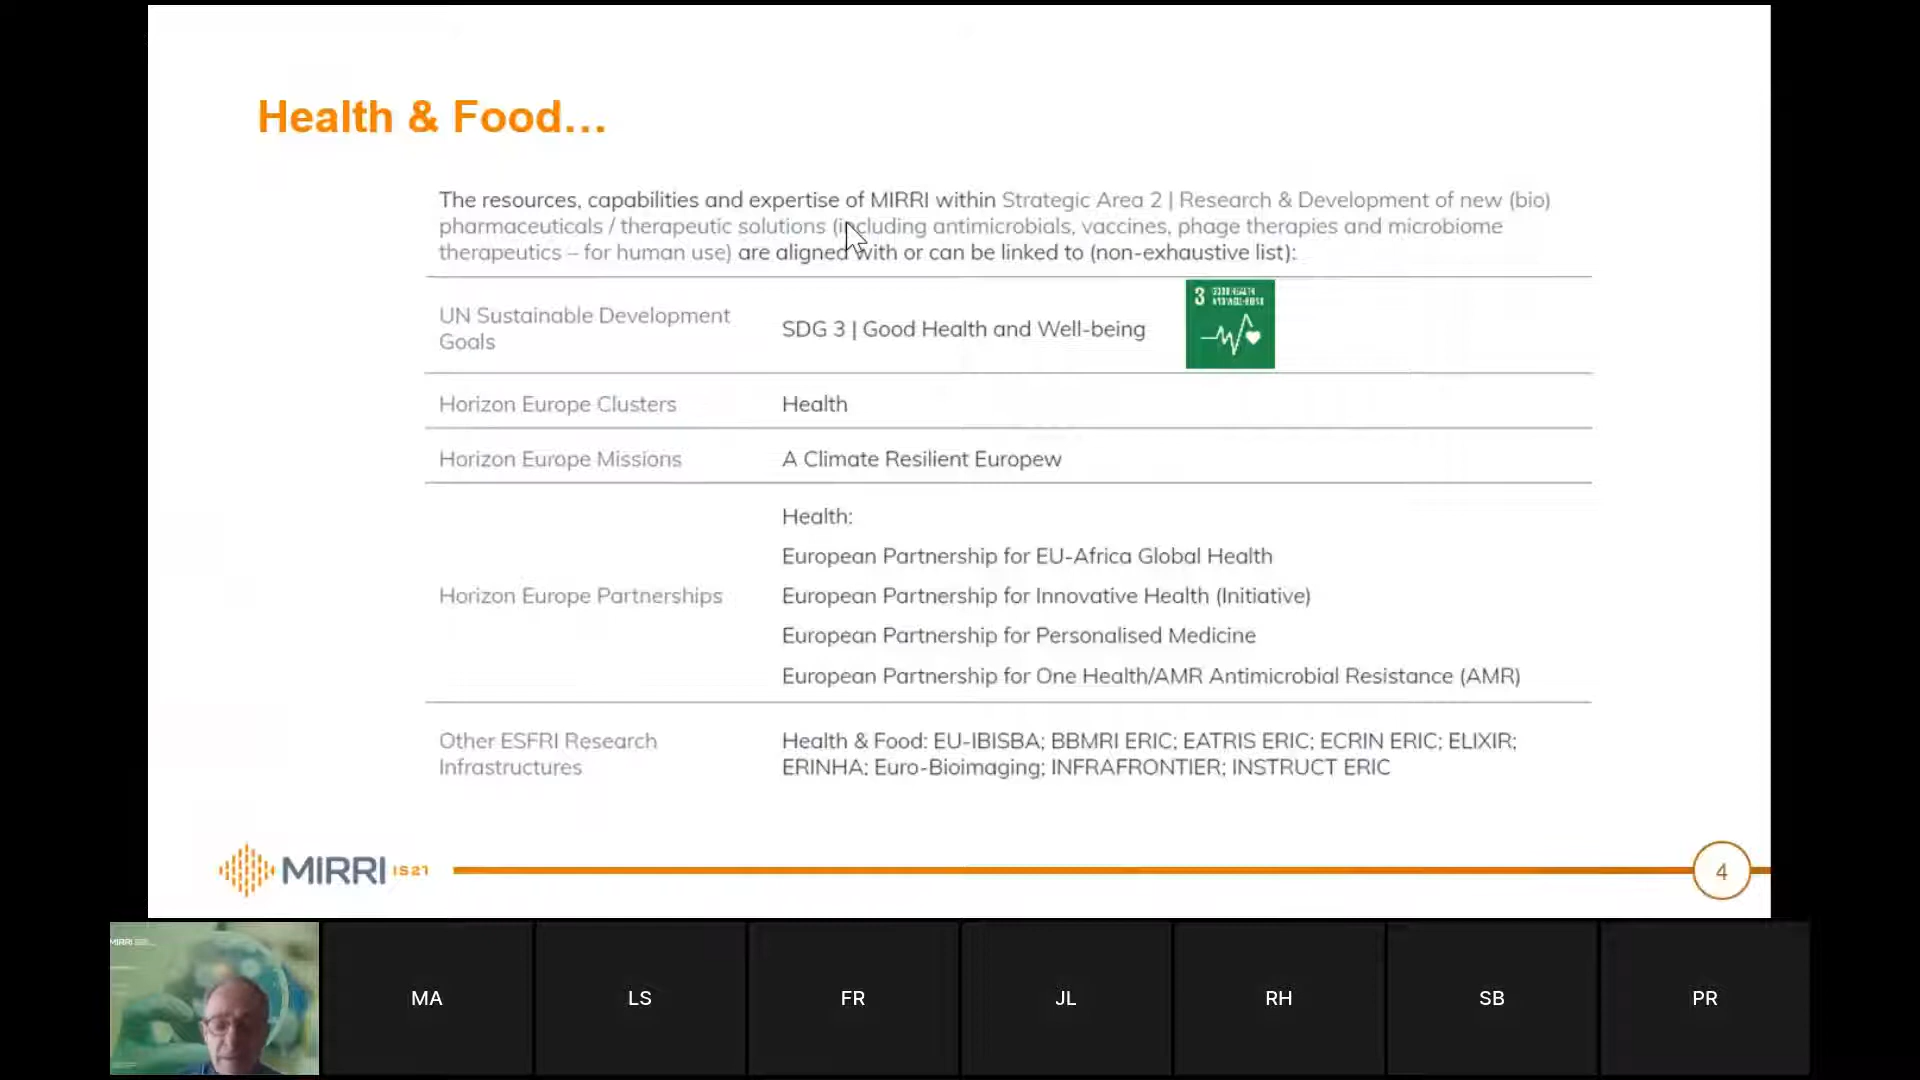 Health & Food...
The resources, capabilities and expertise of MIRRI within Strategic Area 2 | Research & Development of new (bio)
pharmaceuticals / therapeutic solutions (including antimicrobials, vaccines, phage therapies and microbiome
therapeutics – for human use) are aligned with or can be linked to (non-exhaustive list):
UN Sustainable Development
Goals
SDG 3 | Good Health and Well-being
3 GOOD HEALTH
AND WELL-BEING
Horizon Europe Clusters
Health
Horizon Europe Missions
A Climate Resilient Europew
Horizon Europe Partnerships
Health:
European Partnership for EU-Africa Global Health
European Partnership for Innovative Health (Initiative)
European Partnership for Personalised Medicine
European Partnership for One Health/AMR Antimicrobial Resistance (AMR)
Other ESFRI Research
Infrastructures
Health & Food: EU-IBISBA; BBMRI ERIC; EATRIS ERIC; ECRIN ERIC; ELIXIR;
ERINHA; Euro-Bioimaging; INFRAFRONTIER; INSTRUCT ERIC
MIRRI IS21
4
MIRRI
MA
LS
FR
JL
RH
SB
PR